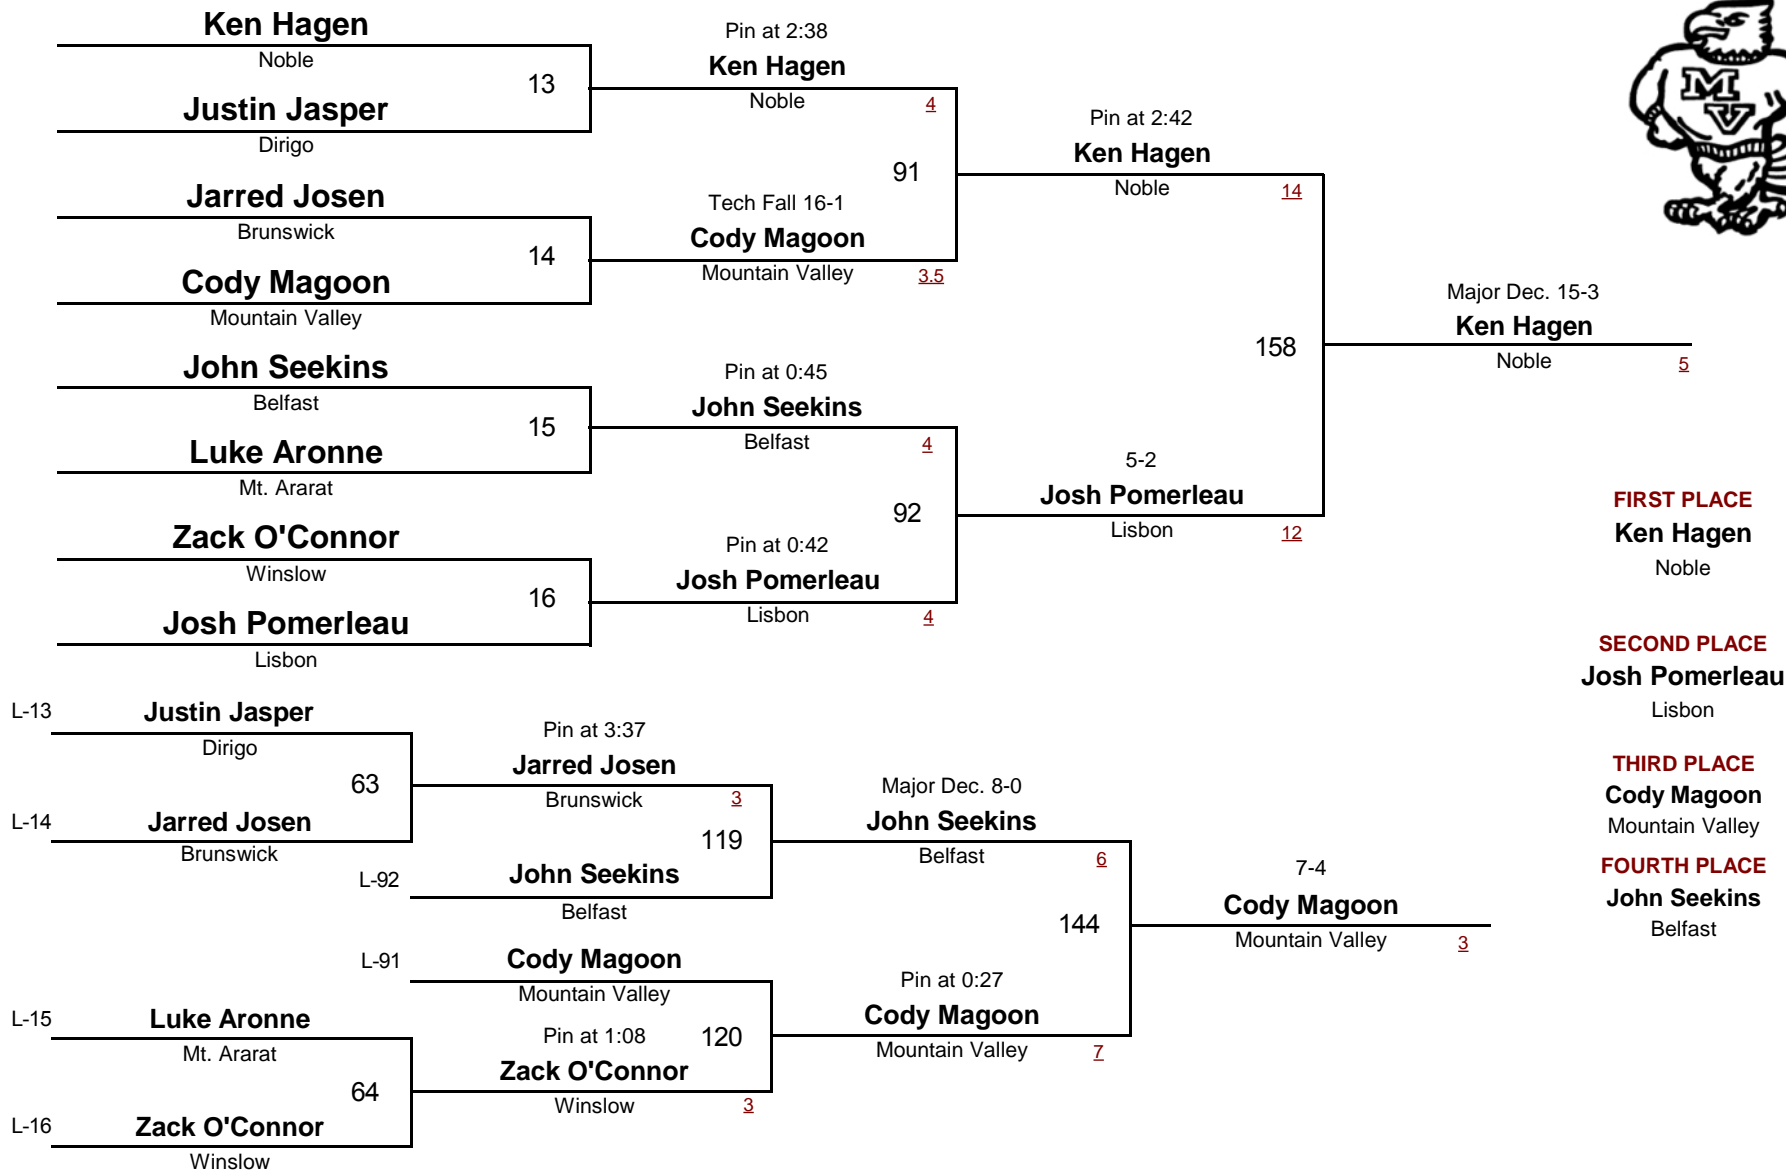 Ken Hagen
Noble
13
Justin Jasper
Dirigo
Jarred Josen
Brunswick
14
Cody Magoon
Mountain Valley
John Seekins
Belfast
15
Luke Aronne
Mt. Ararat
Zack O'Connor
Winslow
16
Josh Pomerleau
Lisbon
Pin at 2:38
Ken Hagen
Noble
4
91
Tech Fall 16-1
Cody Magoon
Mountain Valley
3.5
Pin at 0:45
John Seekins
Belfast
4
92
Pin at 0:42
Josh Pomerleau
Lisbon
4
Pin at 2:42
Ken Hagen
Noble
14
158
5-2
Josh Pomerleau
Lisbon
12
Major Dec. 15-3
Ken Hagen
Noble
5
M
V
FIRST PLACE
Ken Hagen
Noble
SECOND PLACE
Josh Pomerleau
Lisbon
THIRD PLACE
Cody Magoon
Mountain Valley
FOURTH PLACE
John Seekins
Belfast
L-13
Justin Jasper
Dirigo
63
L-14
Jarred Josen
Brunswick
L-15
Luke Aronne
Mt. Ararat
64
L-16
Zack O'Connor
Winslow
Pin at 3:37
Jarred Josen
Brunswick
3
119
L-92
John Seekins
Belfast
L-91
Cody Magoon
Mountain Valley
120
Pin at 1:08
Zack O'Connor
Winslow
3
Major Dec. 8-0
John Seekins
Belfast
6
144
Pin at 0:27
Cody Magoon
Mountain Valley
7
7-4
Cody Magoon
Mountain Valley
3